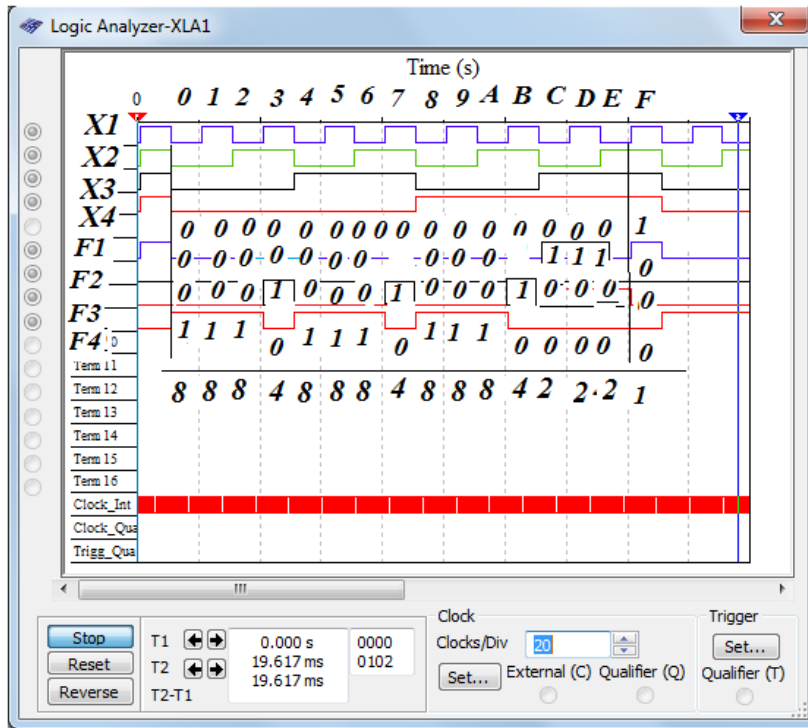 Logic Analyzer-XLA1
x
Time (s)
0 0 1 2 3 4 5 6 7 8 9 A B C D E F
X1
X2
X3
X4
0 0 0 0 0 0 0 0 0 0 0 0 0 0 0 1
F1
0 0 0 0 0 0 0 0 0 0 1 1 1 0
F2
0 0 0 1 0 0 0 1 0 0 0 1 0 0 0 0
F3
1 1 1 0 1 1 1 0 1 1 1 0 0 0 0 0
F4
Term 11
Term 12
8 8 8 4 8 8 8 4 8 8 8 4 2 2 2 1
Term 13
Term 14
Term 15
Term 16
Clock_Int
Clock_Qua
Trigg_Qua
Clock
Trigger
Stop
T1
0.000 s
0000
Clocks/Div
20
Set...
Reset
T2
19.617 ms
0102
Set...
External (C)
Qualifier (Q)
Qualifier (T)
Reverse
T2-T1
19.617 ms